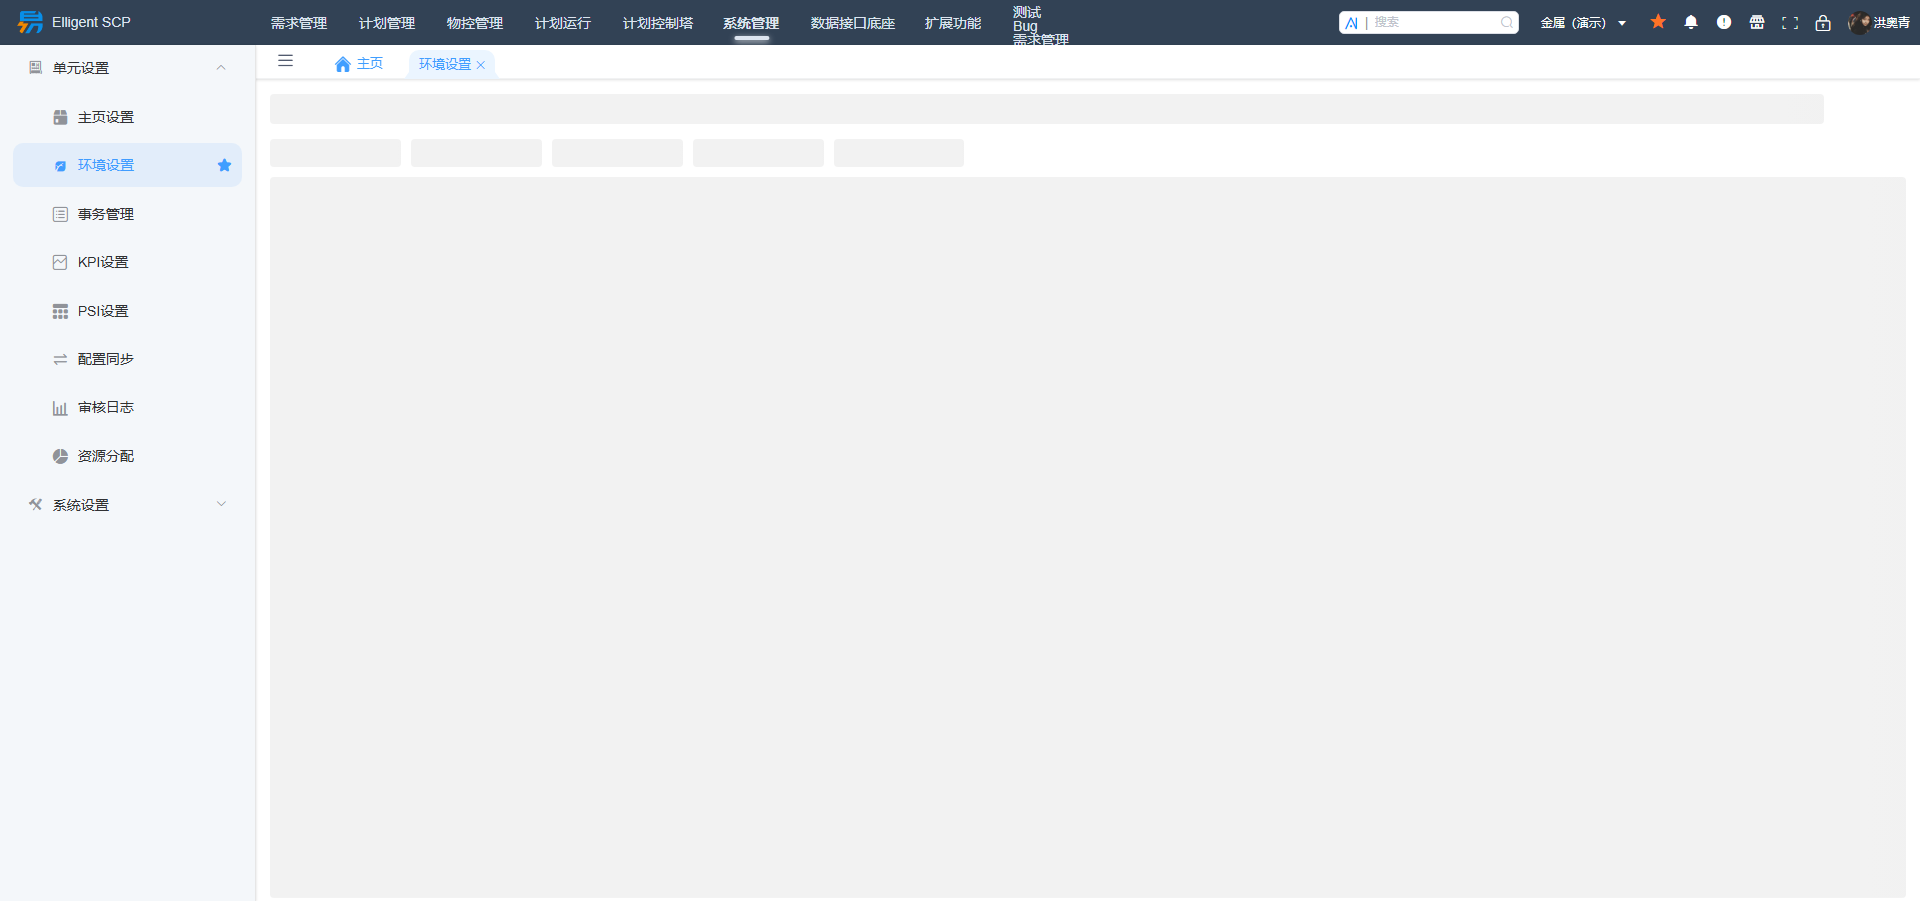 Elligent SCP
需求管理
计划管理
物控管理
计划运行
计划控制塔
系统管理
数据接口底座
扩展功能
测试
Bug
需求管理
AI | 搜索
金属（演示）
洪奥青
单元设置
主页设置
环境设置
事务管理
KPI设置
PSI设置
配置同步
审核日志
资源分配
系统设置
主页
环境设置